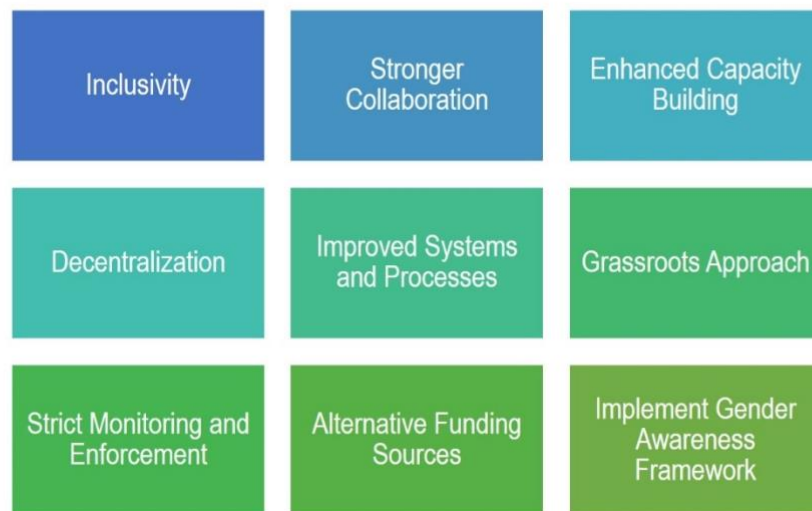 Inclusivity
Stronger
Collaboration
Enhanced Capacity
Building
Decentralization
Improved Systems
and Processes
Grassroots Approach
Strict Monitoring and
Enforcement
Alternative Funding
Sources
Implement Gender
Awareness
Framework